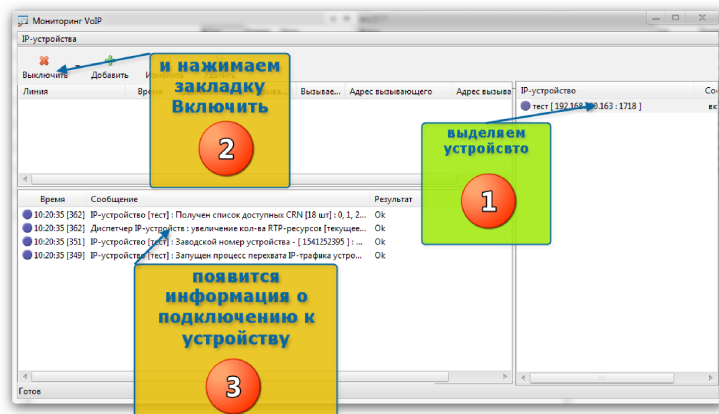 Мониторинг VoIP
IP-устройства
Выключить Добавить
и нажимаем
закладку
Включить
2
Линия Вызывае... Адрес вызывающего Адрес вызыва
IP-устройство
тест [ 192.168. .163 : 1718 ] вк
выделяем
устройсвто
1
Время Сообщение Результат
10:20:35 [362] IP-устройство [тест] : Получен список доступных CRN [18 шт] : 0, 1, 2... Ok
10:20:35 [362] Диспетчер IP-устройств : увеличение кол-ва RTP-ресурсов [текущее... Ok
10:20:35 [351] IP-устройство [тест] : Заводской номер устройства - [ 1541252395 ] : ... Ok
10:20:35 [349] IP-устройство [тест] : Запущен процесс перехвата IP-трафика устро... Ok
появится
информация о
подключению к
устройству
3
Готов